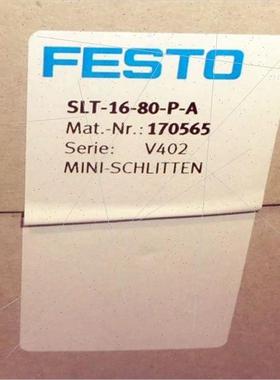 FESTO
SLT-16-80-P-A
Mat.-Nr.: 170565
Serie: V402
MINI-SCHLITTEN